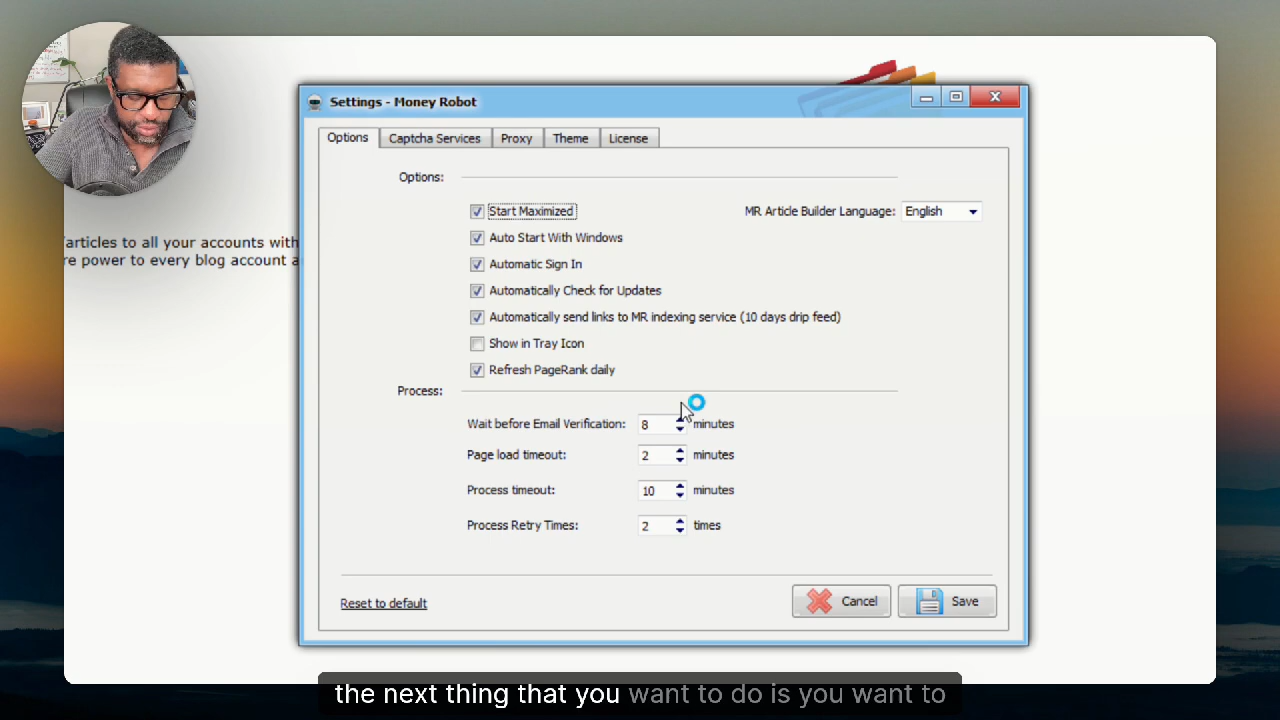 Settings - Money Robot
Options
Captcha Services
Proxy
Theme
License
Options:
Start Maximized
MR Article Builder Language: English
Auto Start With Windows
'articles to all your accounts with
re power to every blog account a
Automatic Sign In
Automatically Check for Updates
Automatically send links to MR indexing service (10 days drip feed)
Show in Tray Icon
Refresh PageRank daily
Process:
Wait before Email Verification: 8 minutes
Page load timeout: 2 minutes
Process timeout: 10 minutes
Process Retry Times: 2 times
Reset to default
Cancel
Save
the next thing that you want to do is you want to